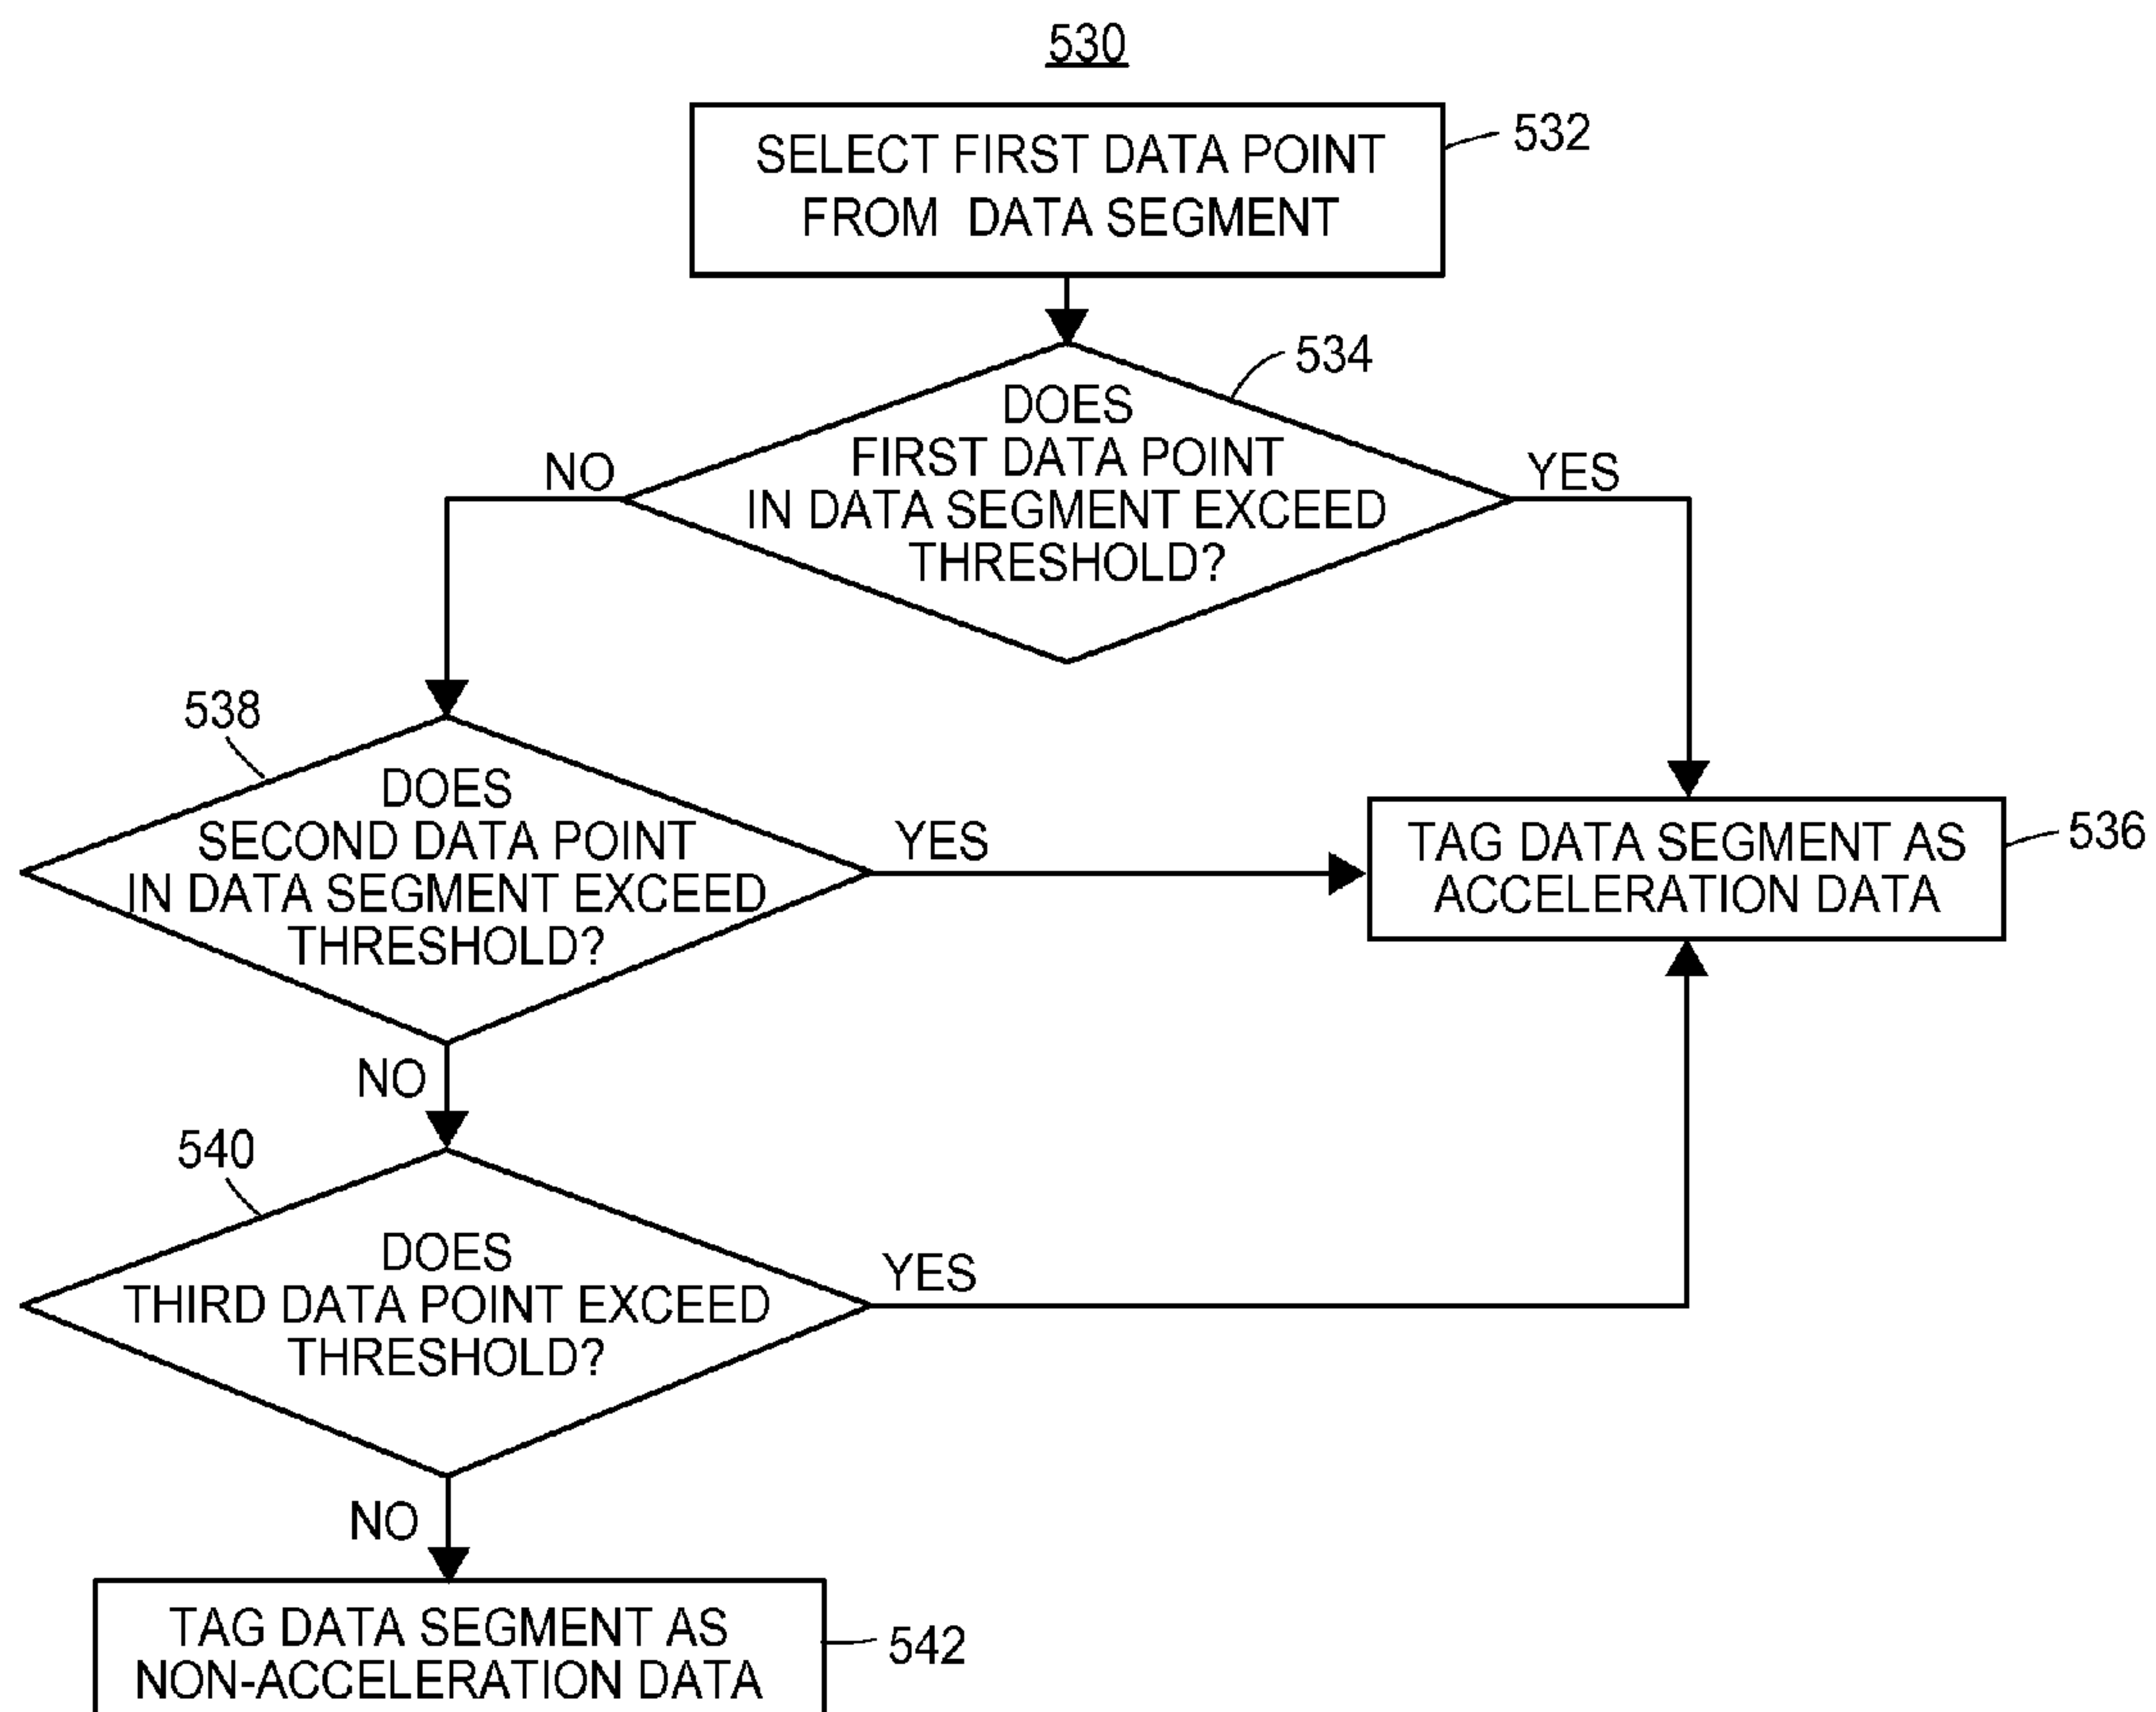 530
SELECT FIRST DATA POINT
FROM DATA SEGMENT
532
534
DOES
FIRST DATA POINT
IN DATA SEGMENT EXCEED
THRESHOLD?
NO
YES
538
DOES
SECOND DATA POINT
IN DATA SEGMENT EXCEED
THRESHOLD?
YES
TAG DATA SEGMENT AS
ACCELERATION DATA
536
NO
540
DOES
THIRD DATA POINT EXCEED
THRESHOLD?
YES
NO
TAG DATA SEGMENT AS
NON-ACCELERATION DATA
542